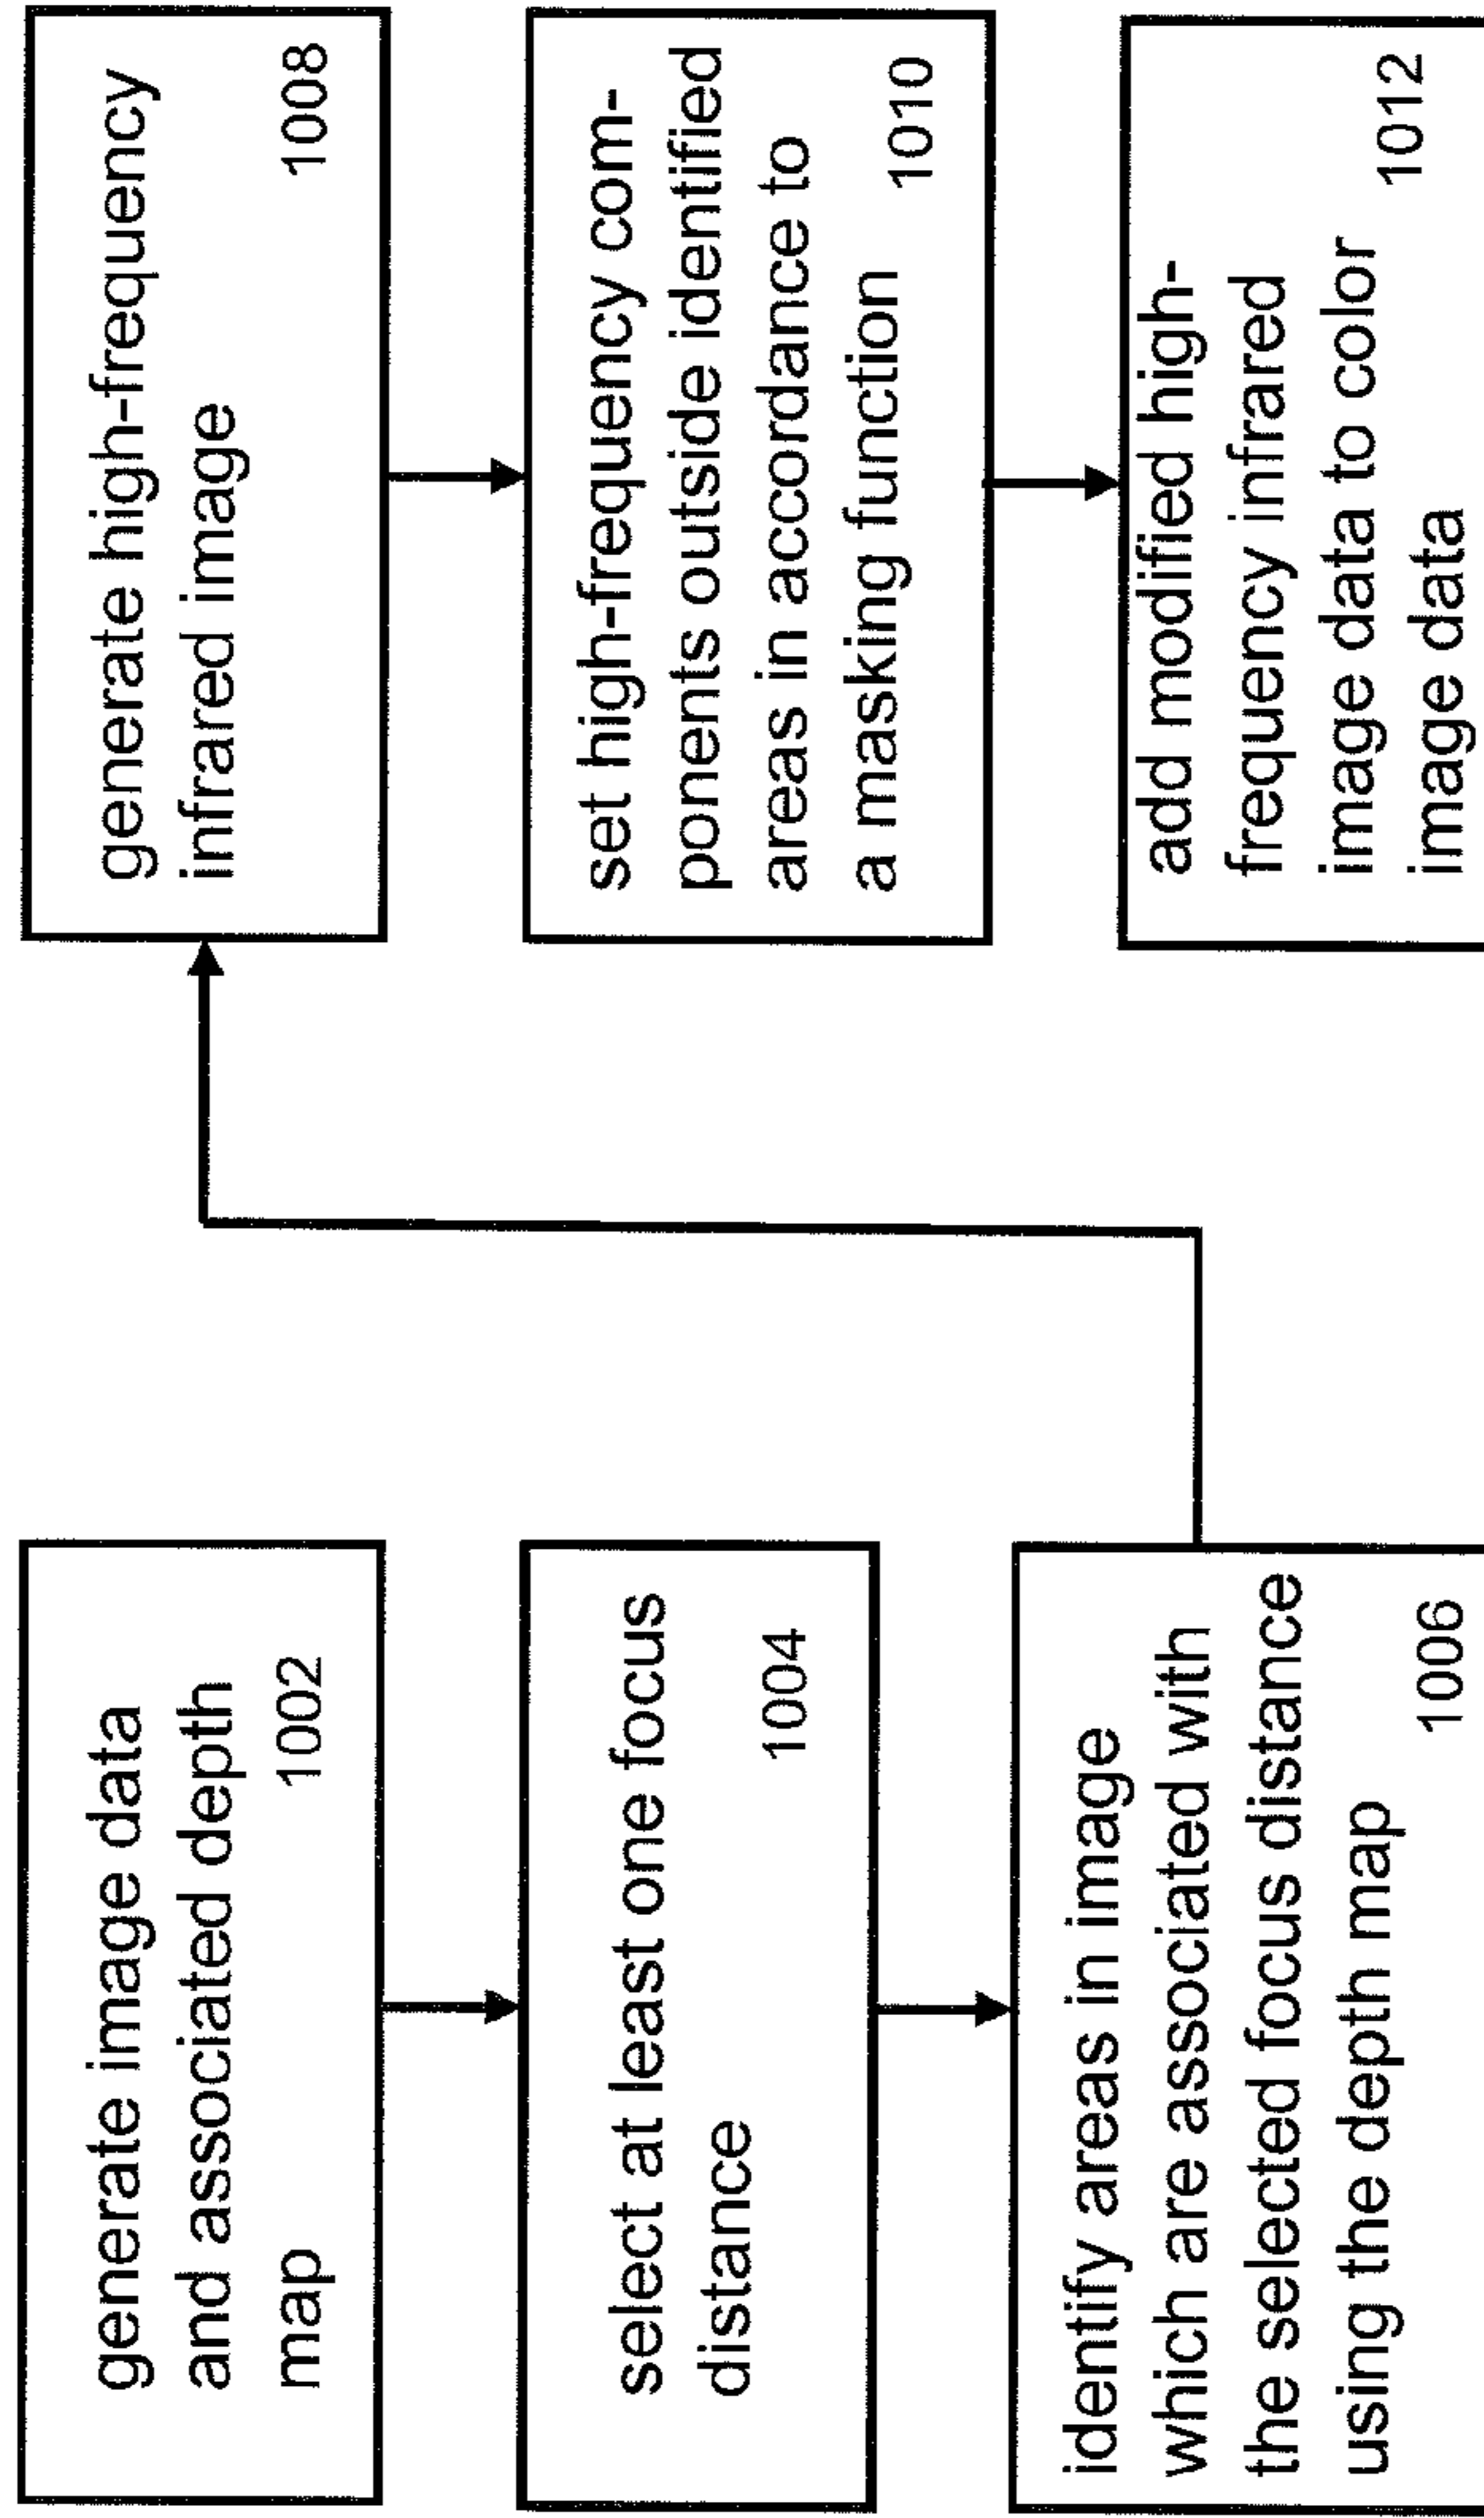 generate image data
and associated depth
map 1002
select at least one focus
distance 1004
identify areas in image
which are associated with
the selected focus distance
using the depth map
1006
generate high-frequency
infrared image
1008
set high-frequency com-
ponents outside identified
areas in accordance to
a masking function 1010
add modified high-
frequency infrared
image data to color 1012
image data